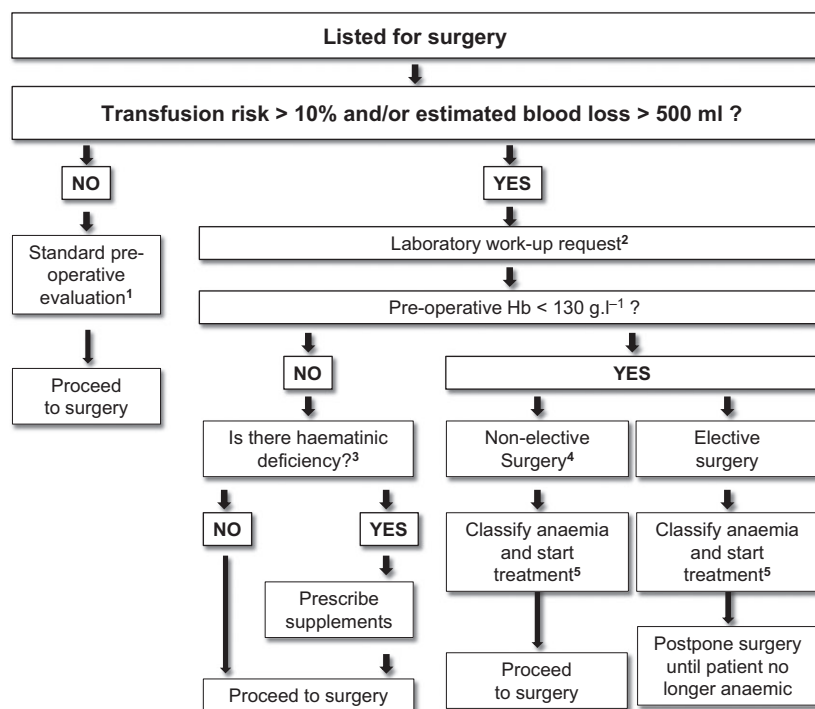 Listed for surgery
Transfusion risk > 10% and/or estimated blood loss > 500 ml ?
NO
YES
Standard pre-
operative
evaluation¹
Laboratory work-up request²
Pre-operative Hb < 130 g.l⁻¹ ?
Proceed
to surgery
NO
YES
Is there haematinic
deficiency?³
Non-elective
Surgery⁴
Elective
surgery
NO
YES
Classify anaemia
and start
treatment⁵
Classify anaemia
and start
treatment⁵
Prescribe
supplements
Proceed to surgery
Proceed
to surgery
Postpone surgery
until patient no
longer anaemic